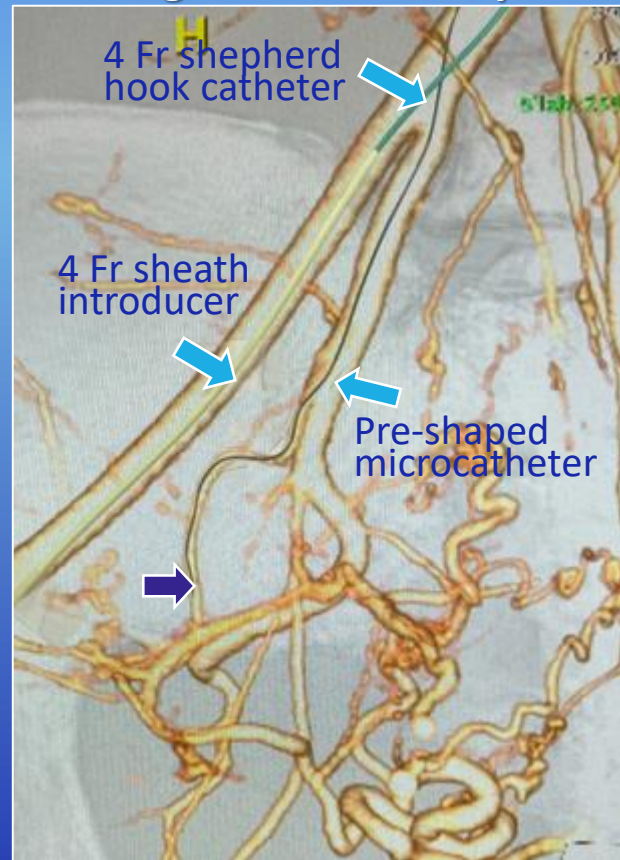 H
4 Fr shepherd
hook catheter
4 Fr sheath
introducer
Pre-shaped
microcatheter